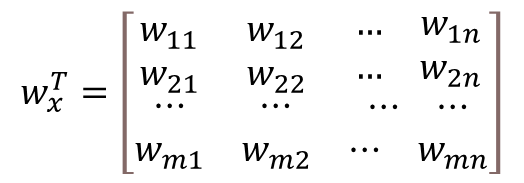 w_x^T = [ w_11 w_12 ... w_1n
w_21 w_22 ... w_2n
... ... ... ...
w_m1 w_m2 ... w_mn ]